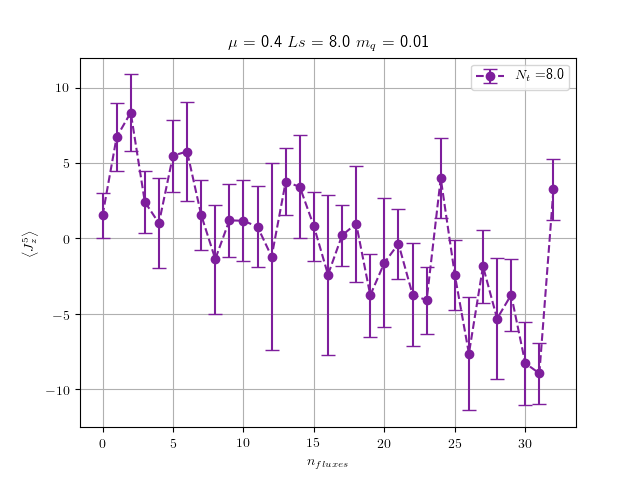 μ = 0.4 Ls = 8.0 m_q = 0.01
N_t =8.0
10
5
0
−5
−10
⟨J_z^5⟩
0 5 10 15 20 25 30
n_fluxes